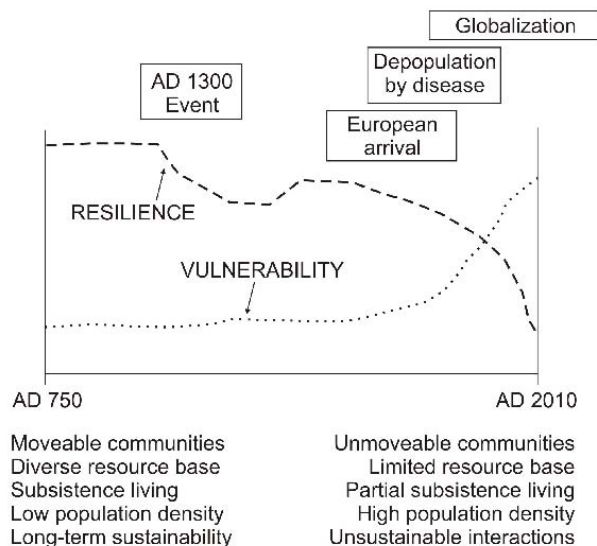 Globalization
Depopulation
by disease
AD 1300
Event
European
arrival
RESILIENCE
VULNERABILITY
AD 750
AD 2010
Moveable communities
Diverse resource base
Subsistence living
Low population density
Long-term sustainability
Unmoveable communities
Limited resource base
Partial subsistence living
High population density
Unsustainable interactions